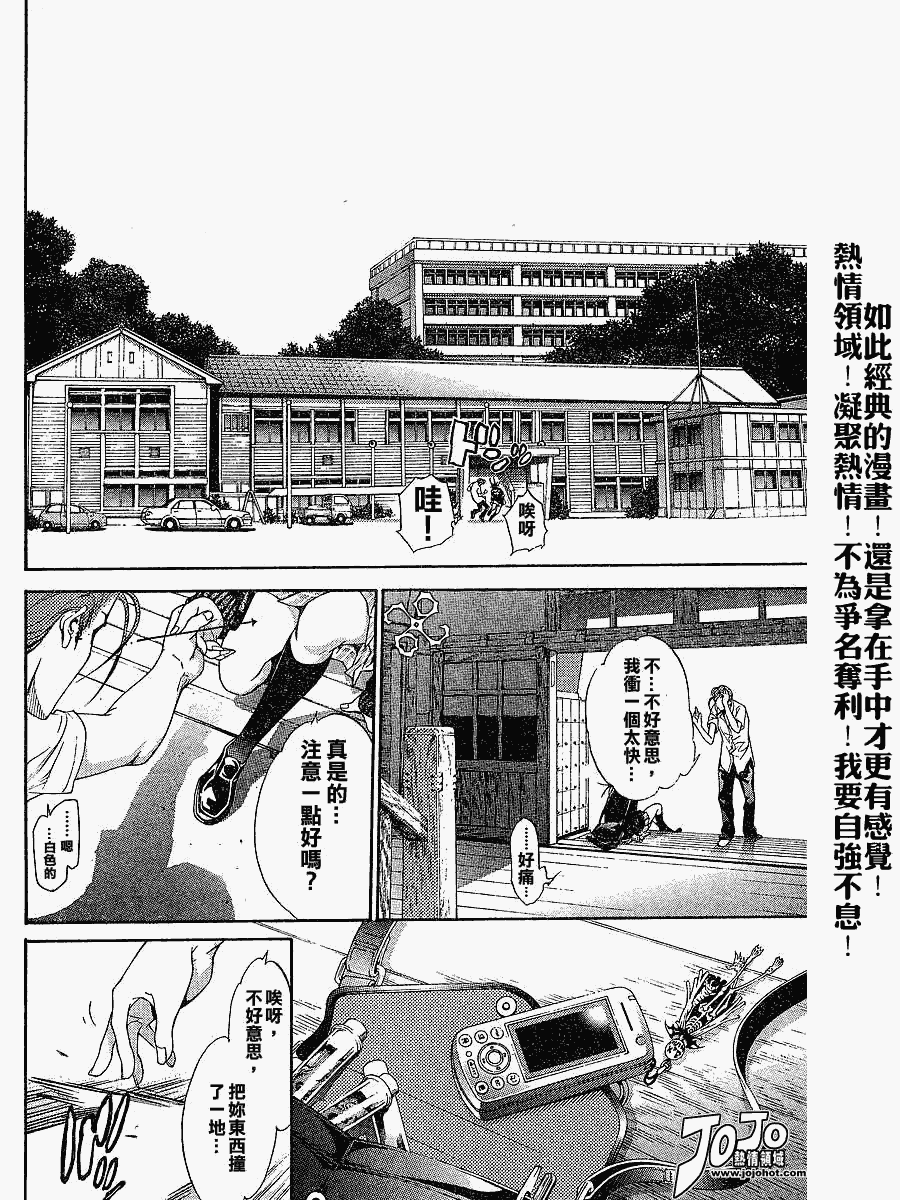 如此經典的漫畫！還是拿在手中才更有感覺！
熱情領域！凝聚熱情！不為爭名奪利！我要自強不息！
唉呀
哇！
ドン
不…不好意思，
我衝一個太快…
……好痛…
真是的…
注意一點好嗎？
………嗯
…白色的
唉呀，
不好意思，
把妳東西撞
了一地…
JOJO
熱情領域
www.jojohot.com